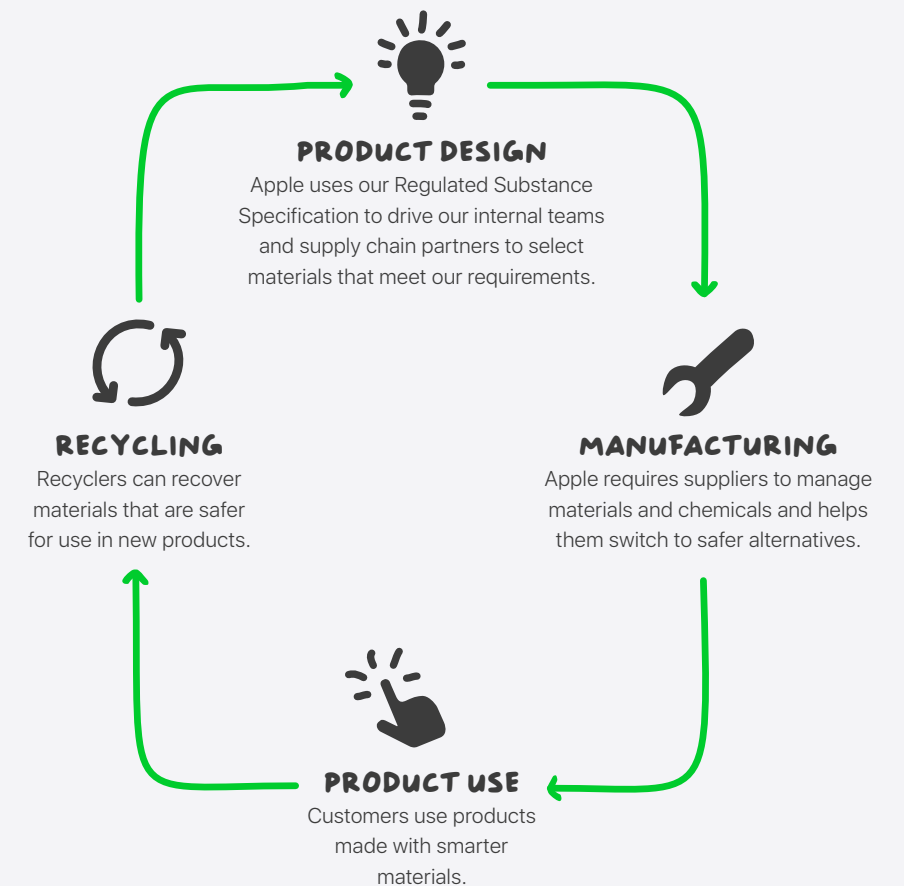 PRODUCT DESIGN
Apple uses our Regulated Substance
Specification to drive our internal teams
and supply chain partners to select
materials that meet our requirements.
MANUFACTURING
Apple requires suppliers to manage
materials and chemicals and helps
them switch to safer alternatives.
PRODUCT USE
Customers use products
made with smarter
materials.
RECYCLING
Recyclers can recover
materials that are safer
for use in new products.